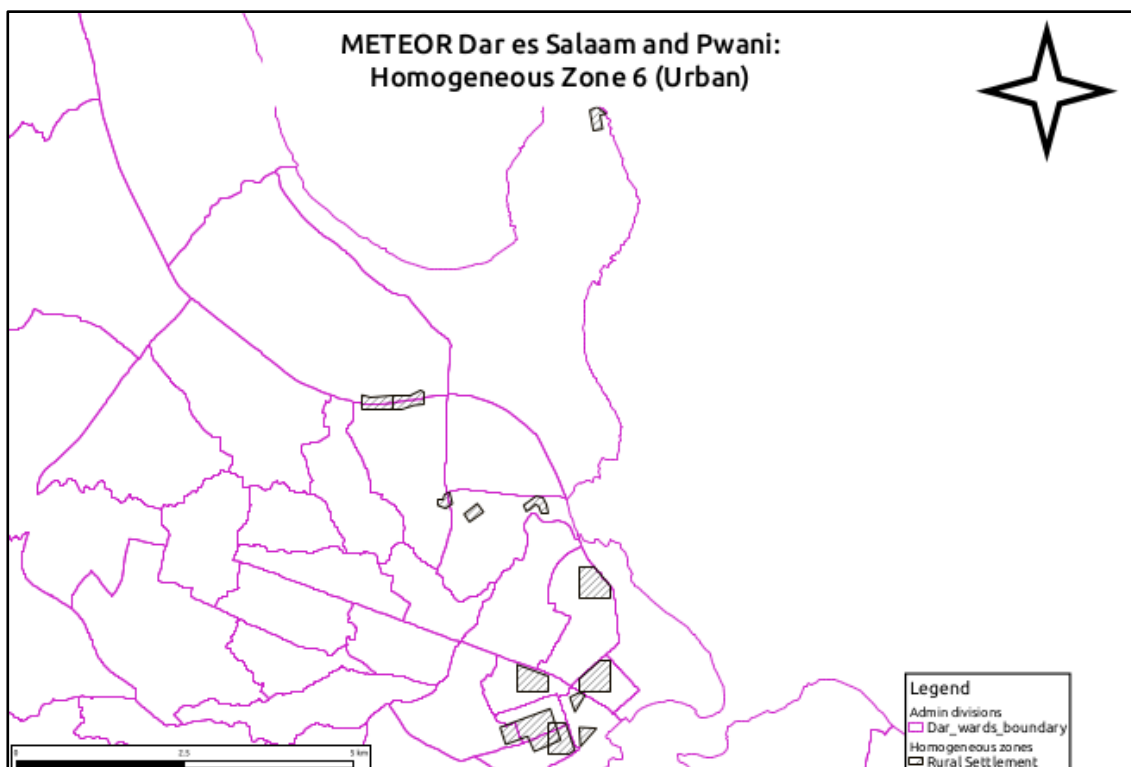 METEOR Dar es Salaam and Pwani:
Homogeneous Zone 6 (Urban)
Legend
Admin divisions
Dar_wards_boundary
Homogeneous zones
Rural Settlement
0 2.5 5 km